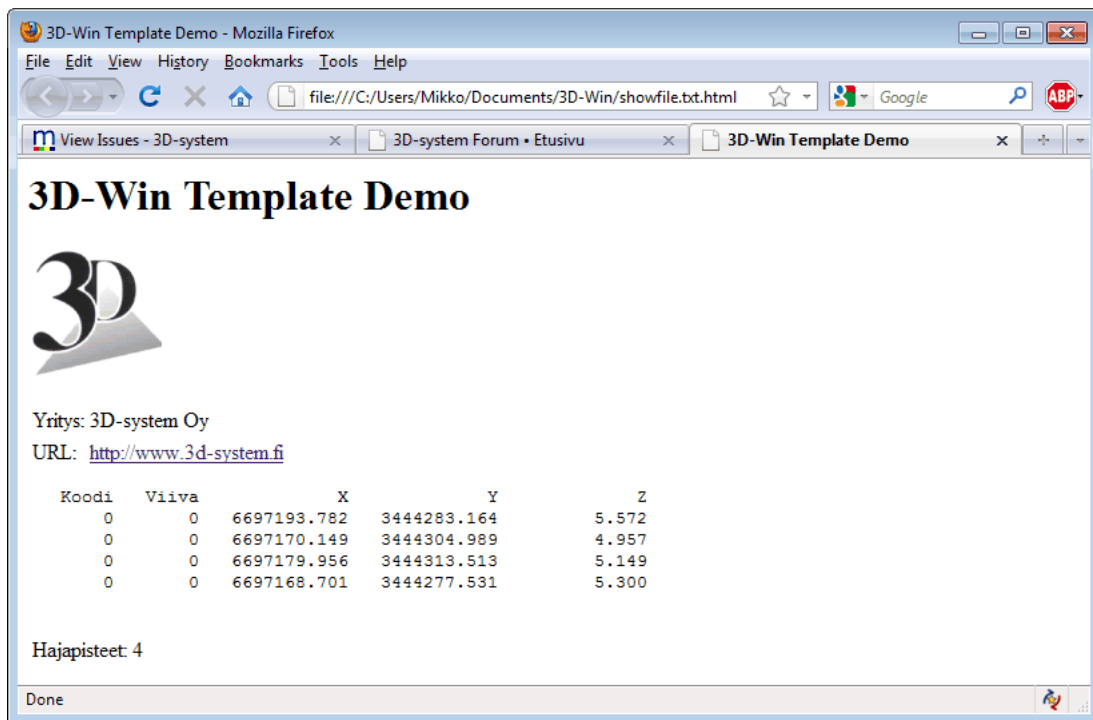 3D-Win Template Demo - Mozilla Firefox
File Edit View History Bookmarks Tools Help
file:///C:/Users/Mikko/Documents/3D-Win/showfile.txt.html Google ABP
View Issues - 3D-system 3D-system Forum • Etusivu 3D-Win Template Demo
3D-Win Template Demo
3D
Yritys: 3D-system Oy
URL: http://www.3d-system.fi
Koodi Viiva X Y Z
0 0 6697193.782 3444283.164 5.572
0 0 6697170.149 3444304.989 4.957
0 0 6697179.956 3444313.513 5.149
0 0 6697168.701 3444277.531 5.300
Hajapisteet: 4
Done